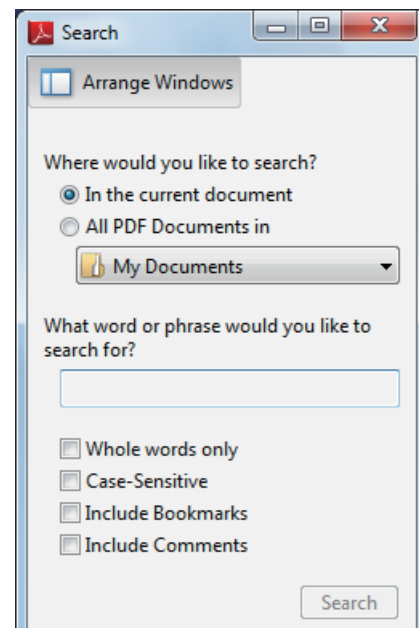 Search
Arrange Windows
Where would you like to search?
In the current document
All PDF Documents in
My Documents
What word or phrase would you like to
search for?
Whole words only
Case-Sensitive
Include Bookmarks
Include Comments
Search